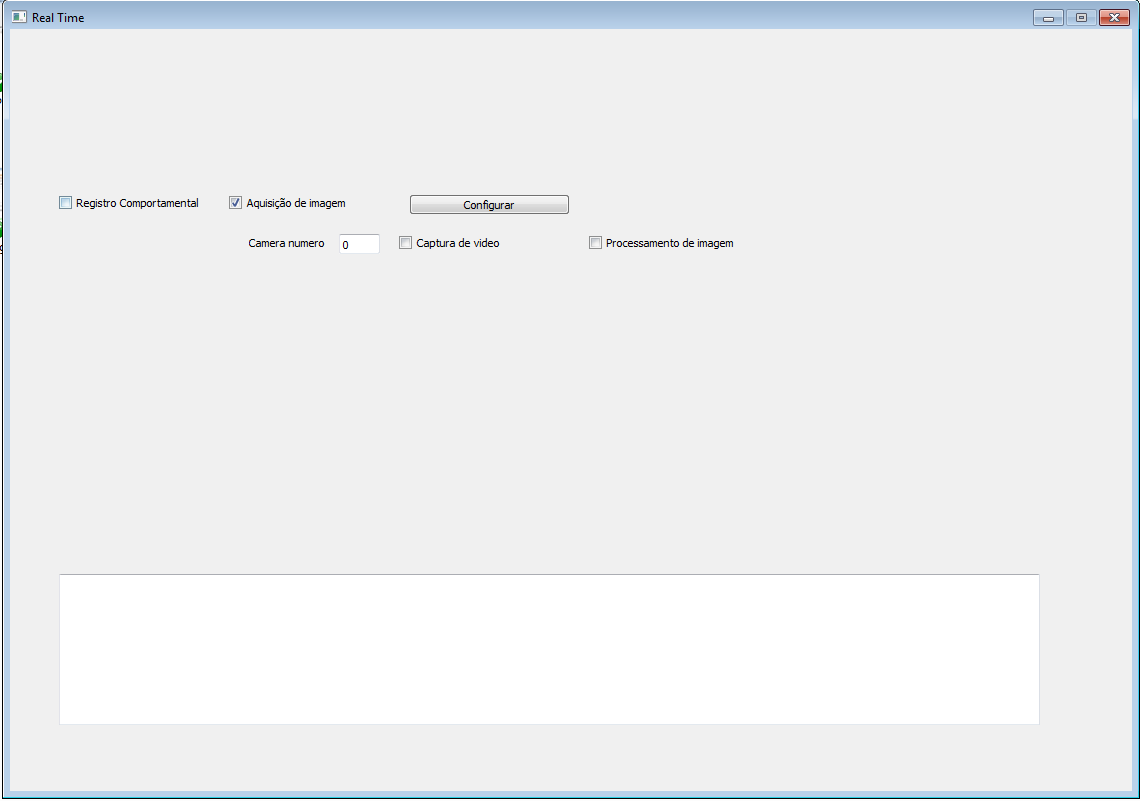 Real Time
Registro Comportamental Aquisição de imagem Configurar
Camera numero 0 Captura de video Processamento de imagem